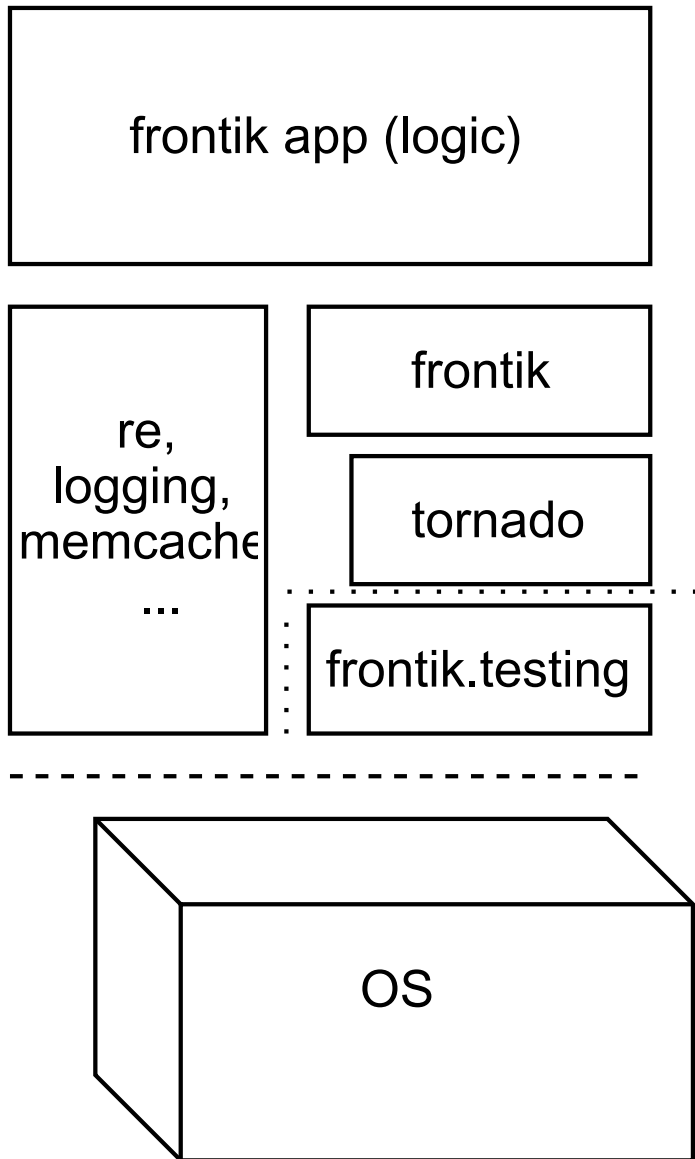 frontik app (logic)
re,
logging,
memcache
...
frontik
tornado
frontik.testing
OS